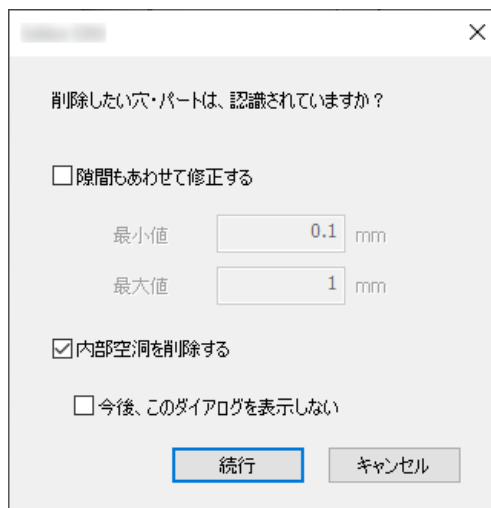 削除したい穴・パートは、認識されていますか？
隙間もあわせて修正する
最小値 0.1 mm
最大値 1 mm
内部空洞を削除する
今後、このダイアログを表示しない
続行 キャンセル